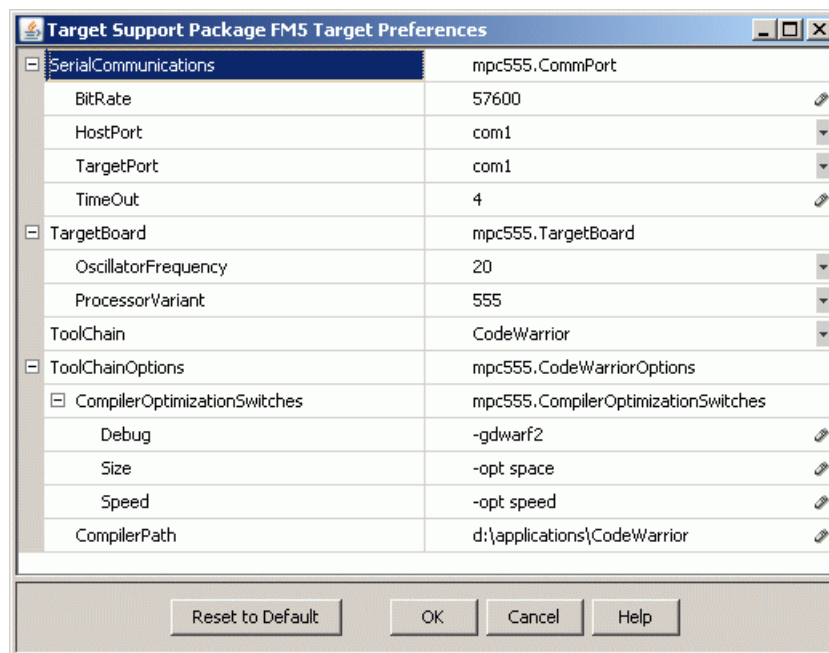 Target Support Package FM5 Target Preferences
SerialCommunications mpc555.CommPort
BitRate 57600
HostPort com1
TargetPort com1
TimeOut 4
TargetBoard mpc555.TargetBoard
OscillatorFrequency 20
ProcessorVariant 555
ToolChain CodeWarrior
ToolChainOptions mpc555.CodeWarriorOptions
CompilerOptimizationSwitches mpc555.CompilerOptimizationSwitches
Debug -gdwarf2
Size -opt space
Speed -opt speed
CompilerPath d:\applications\CodeWarrior
Reset to Default OK Cancel Help